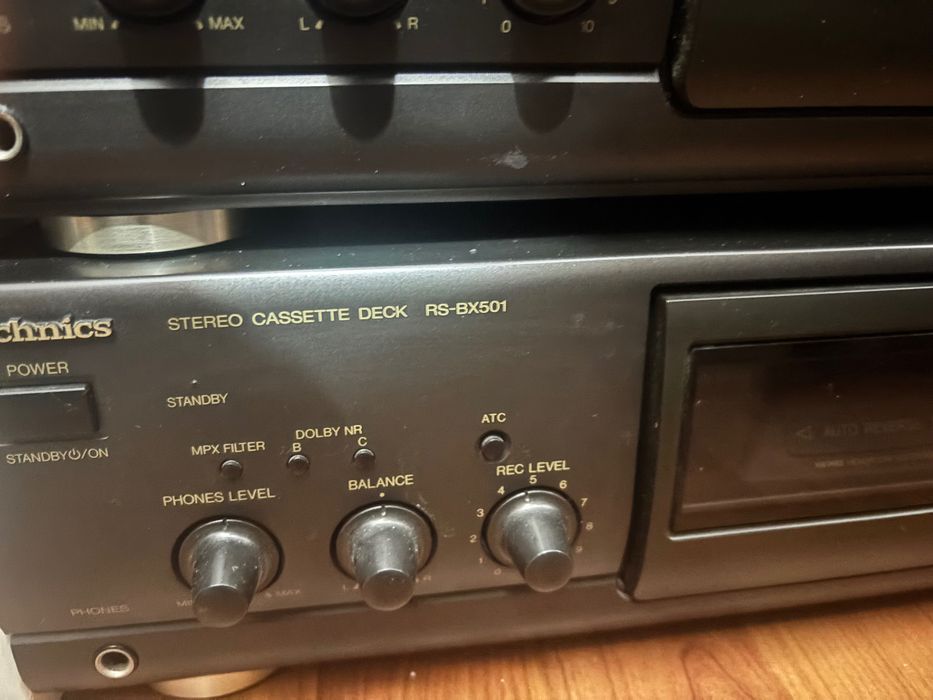 MIN MAX L R 0 10
chnics STEREO CASSETTE DECK RS-BX501
POWER
STANDBY
STANDBY⏻/ON
MPX FILTER
DOLBY NR
B C
ATC
PHONES LEVEL
BALANCE
REC LEVEL
0 1 2 3 4 5 6 7 8 9
MIN MAX
L R
PHONES
AUTO REVERSE